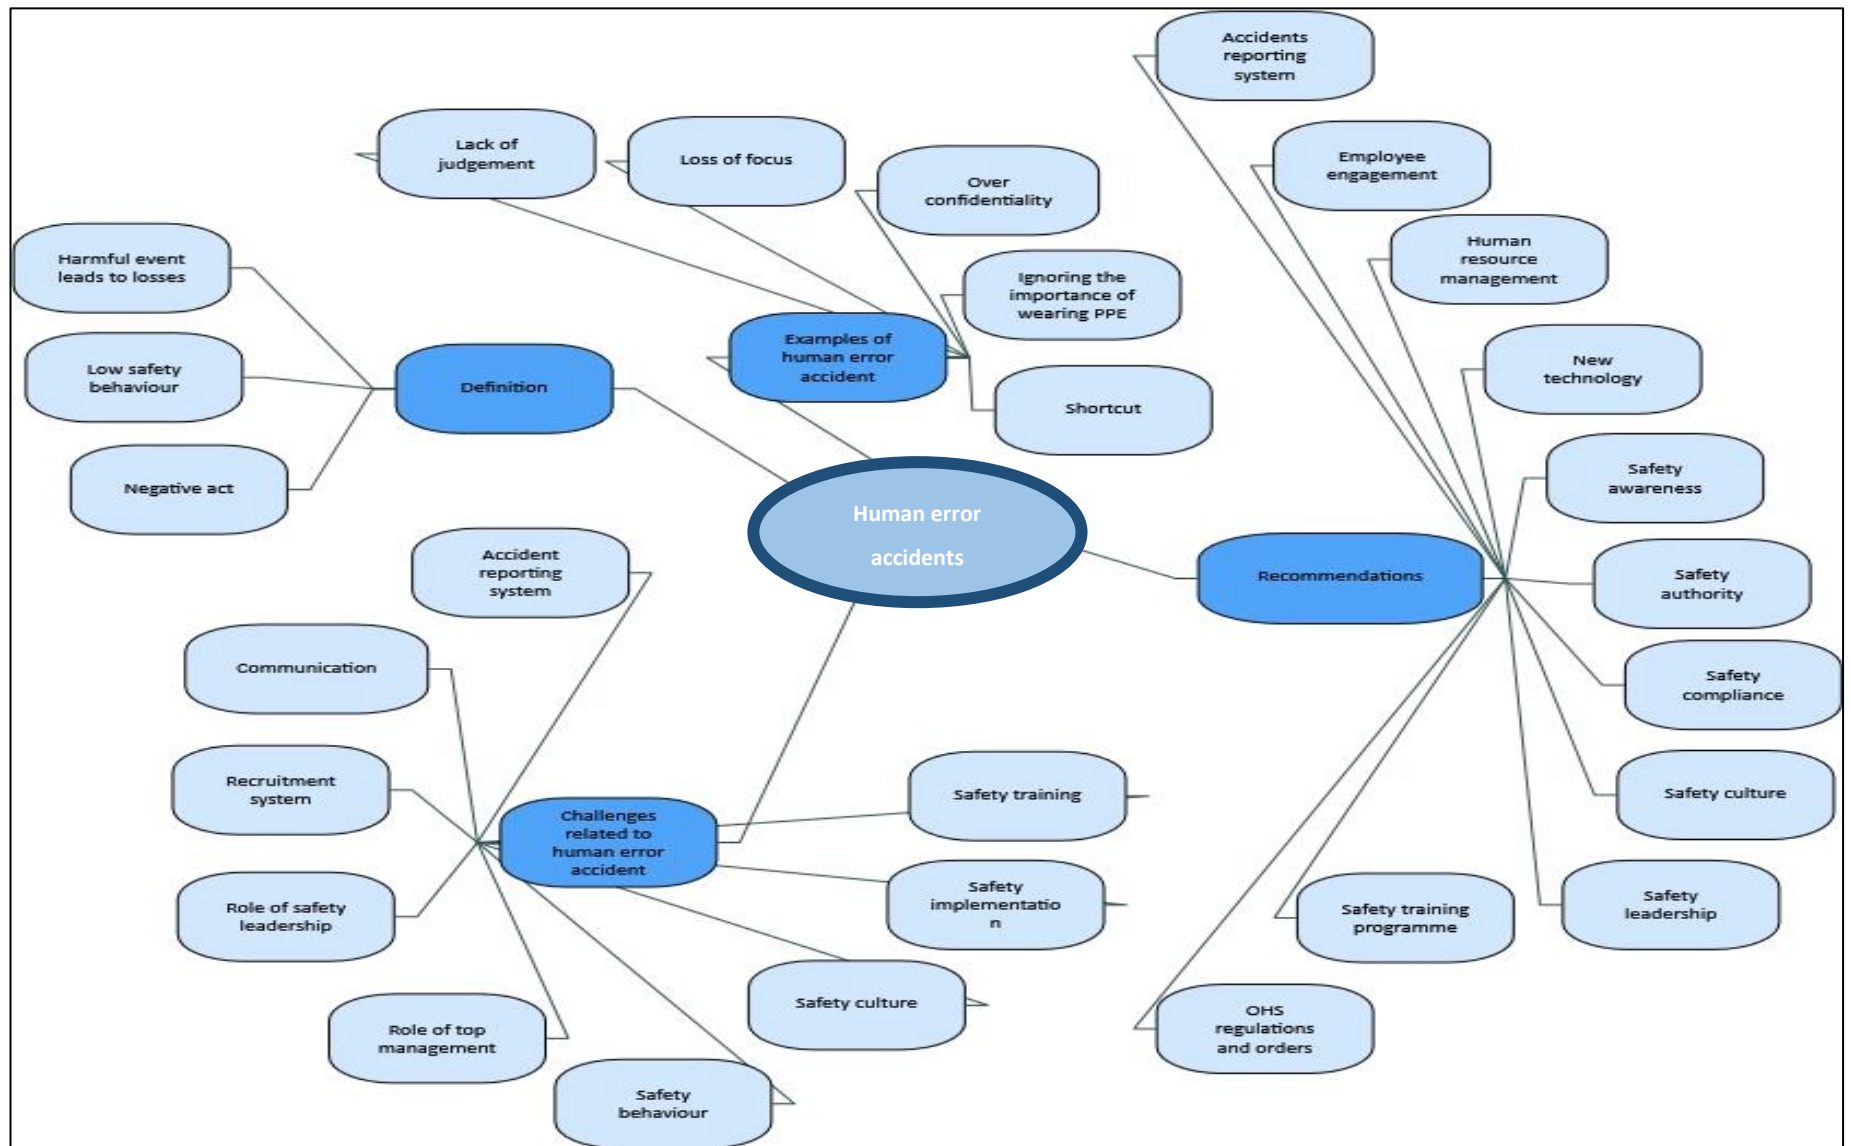 Accidents
reporting
system
Lack of
judgement
Loss of focus
Over
confidentiality
Employee
engagement
Human
resource
management
Harmful event
leads to losses
Ignoring the
importance of
wearing PPE
Low safety
behaviour
Definition
Examples of
human error
accident
New
technology
Shortcut
Negative act
Safety
awareness
Human error
accidents
Accident
reporting
system
Recommendations
Safety
authority
Communication
Safety
compliance
Recruitment
system
Safety training
Safety culture
Challenges
related to
human error
accident
Role of safety
leadership
Safety
implementatio
n
Safety training
programme
Safety
leadership
Safety culture
Role of top
management
OHS
regulations
and orders
Safety
behaviour